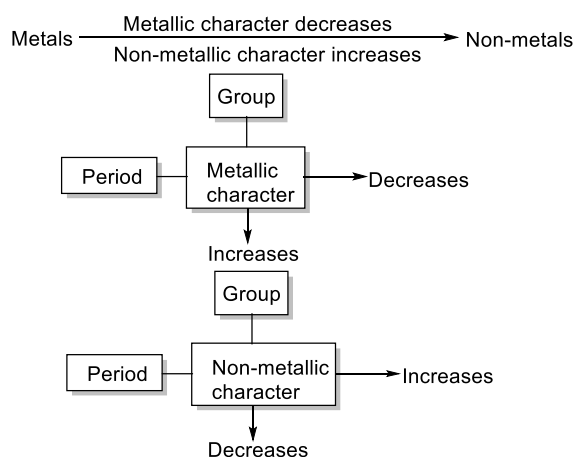 Metallic character decreases
Metals
Non-metals
Non-metallic character increases
Group
Period
Metallic
character
Decreases
Increases
Group
Period
Non-metallic
character
Increases
Decreases